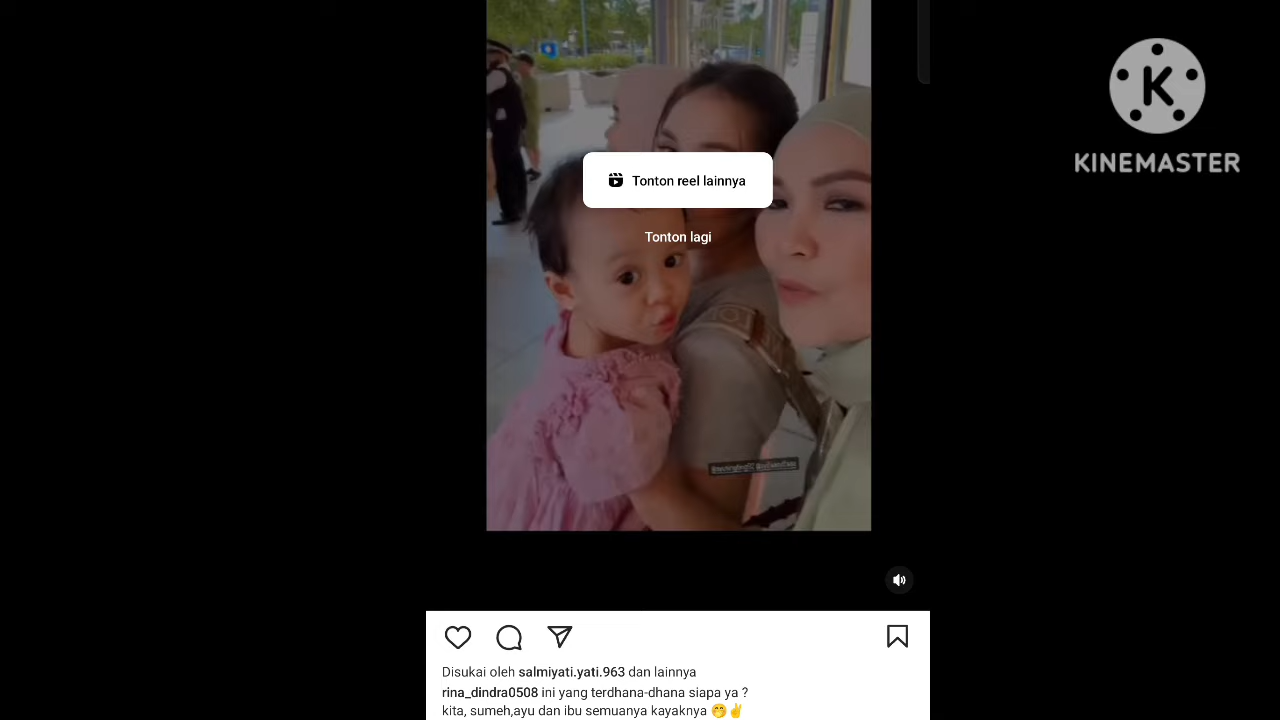 K
KINEMASTER
Tonton reel lainnya
Tonton lagi
Disukai oleh salmiyati.yati.963 dan lainnya
rina_dindra0508 ini yang terdhana-dhana siapa ya ?
kita, sumeh,ayu dan ibu semuanya kayaknya 🤭✌️